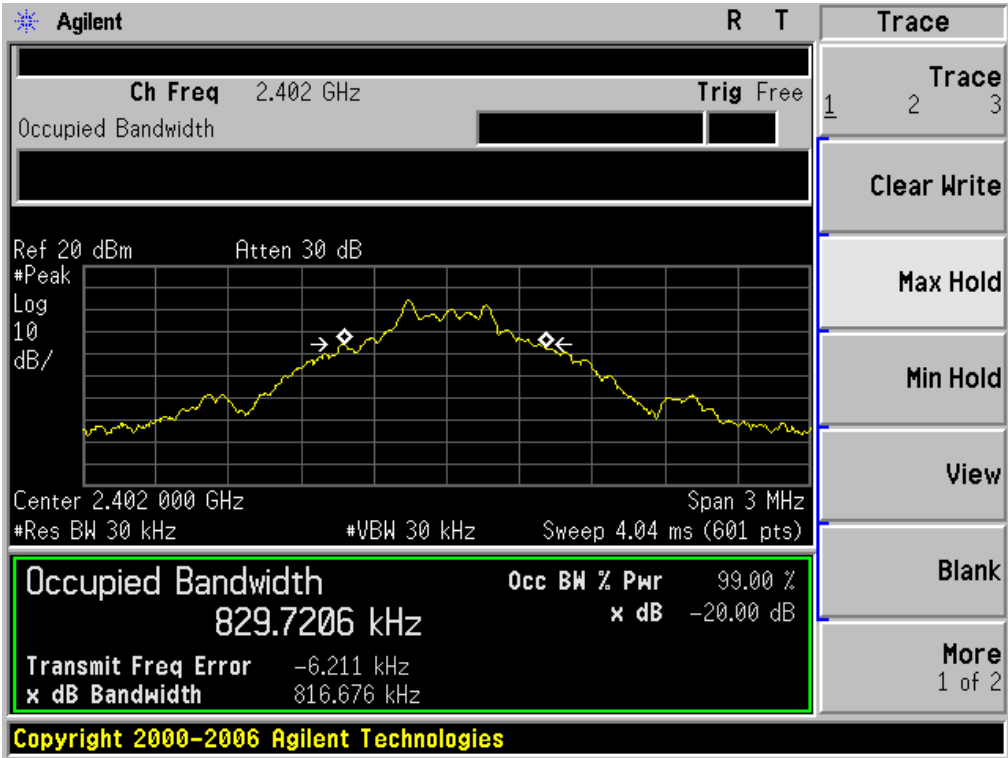 Agilent R T Trace
Ch Freq 2.402 GHz Trig Free
Occupied Bandwidth
Trace
1 2 3
Clear Write
Max Hold
Min Hold
View
Blank
More
1 of 2
Ref 20 dBm Atten 30 dB
#Peak
Log
10
dB/
Center 2.402 000 GHz Span 3 MHz
#Res BW 30 kHz #VBW 30 kHz Sweep 4.04 ms (601 pts)
Occupied Bandwidth Occ BW % Pwr 99.00 %
829.7206 kHz x dB -20.00 dB
Transmit Freq Error -6.211 kHz
x dB Bandwidth 816.676 kHz
Copyright 2000-2006 Agilent Technologies